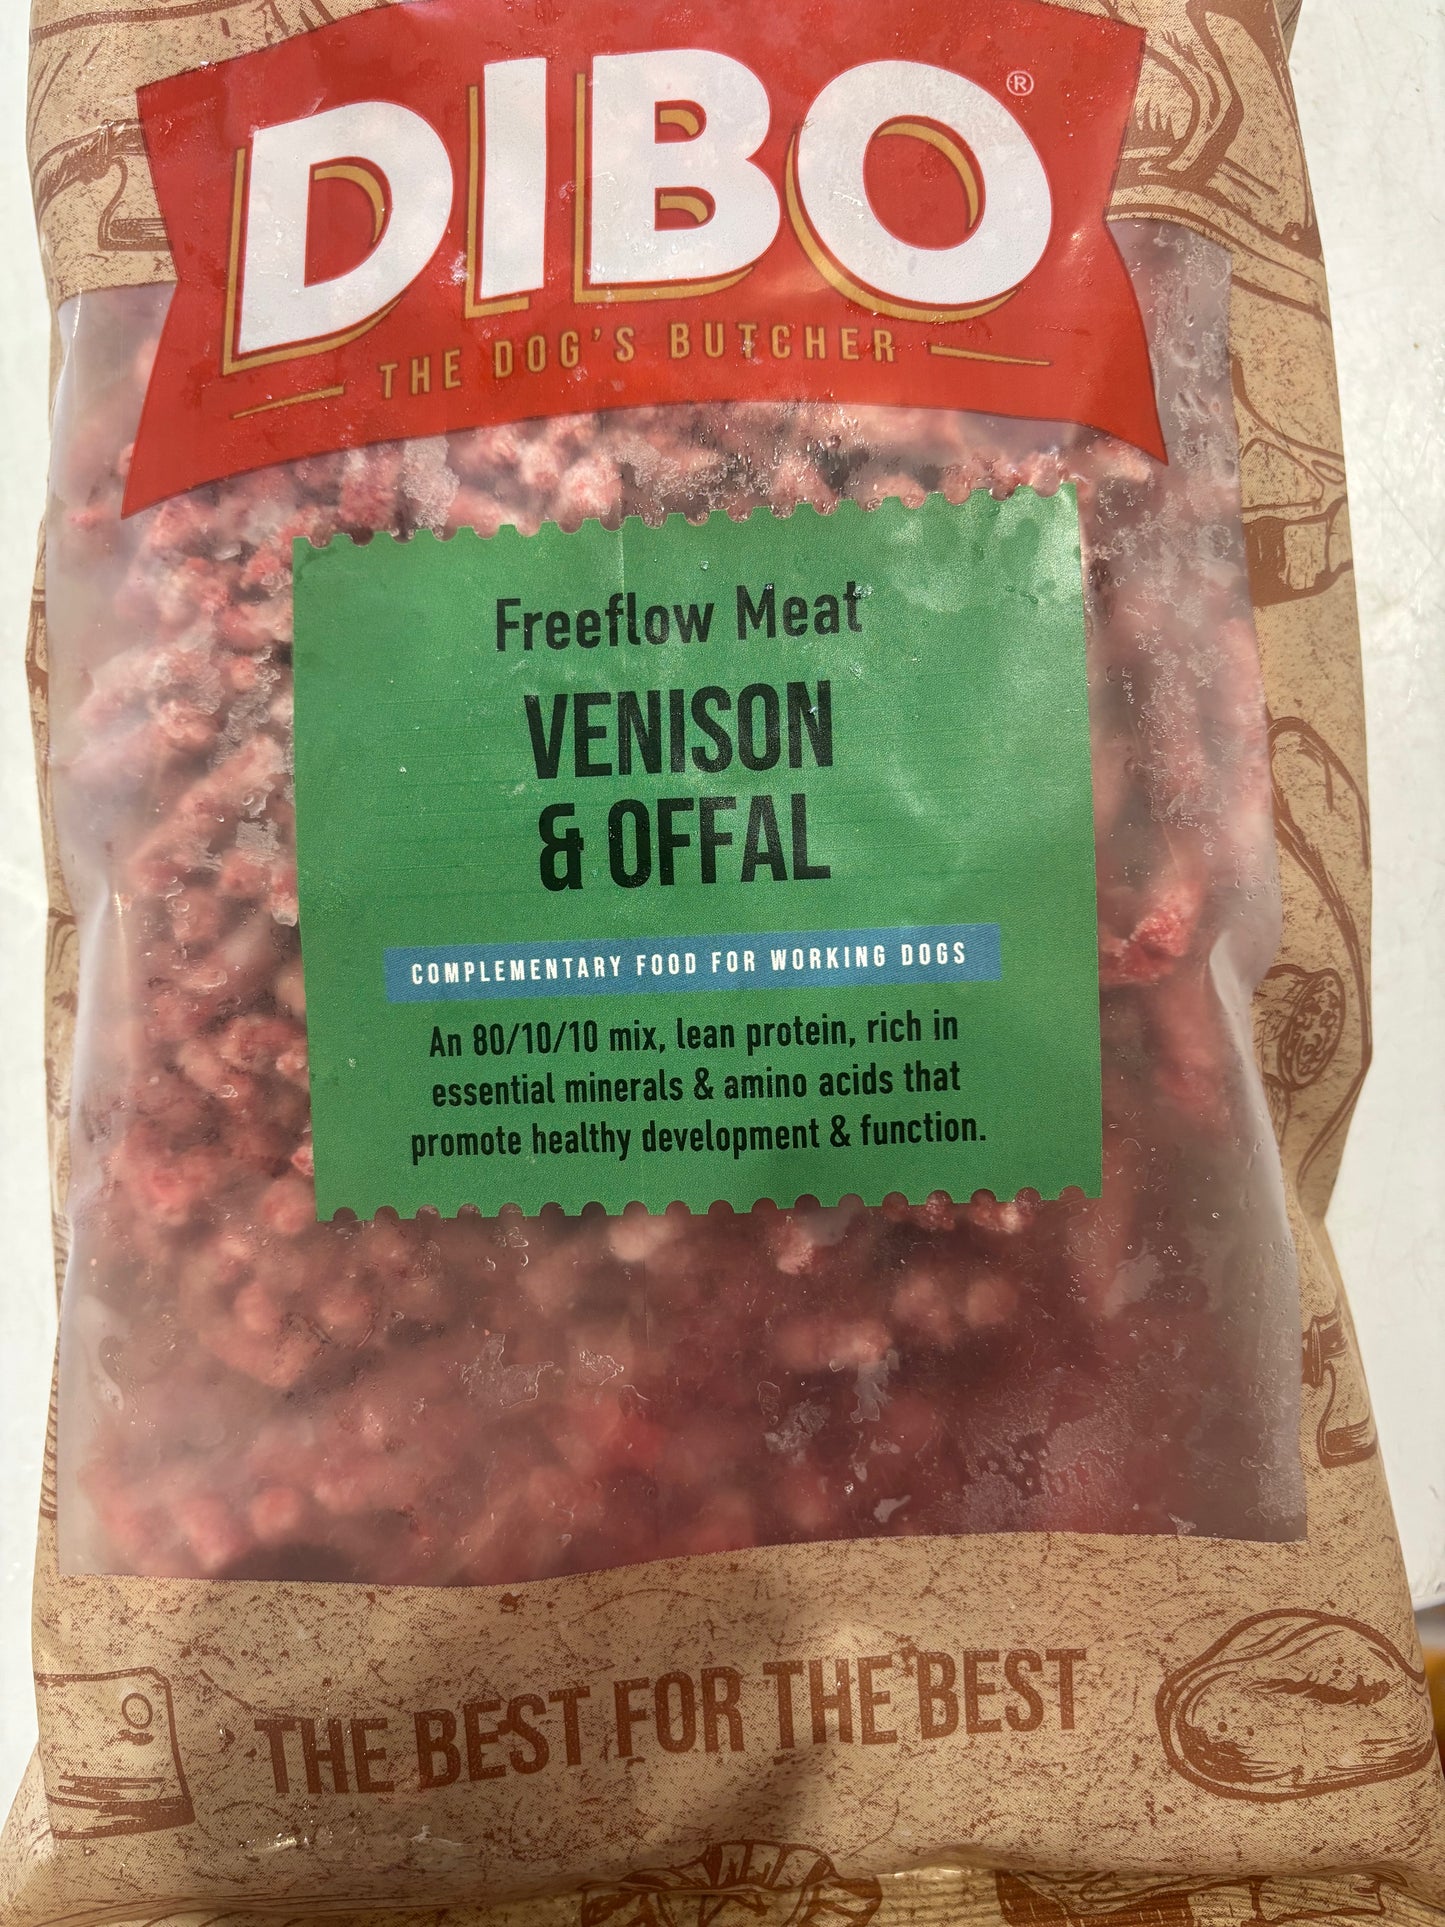 DIBO®
THE DOG'S BUTCHER
Freeflow Meat
VENISON
& OFFAL
COMPLEMENTARY FOOD FOR WORKING DOGS
An 80/10/10 mix, lean protein, rich in
essential minerals & amino acids that
promote healthy development & function.
THE BEST FOR THE BEST